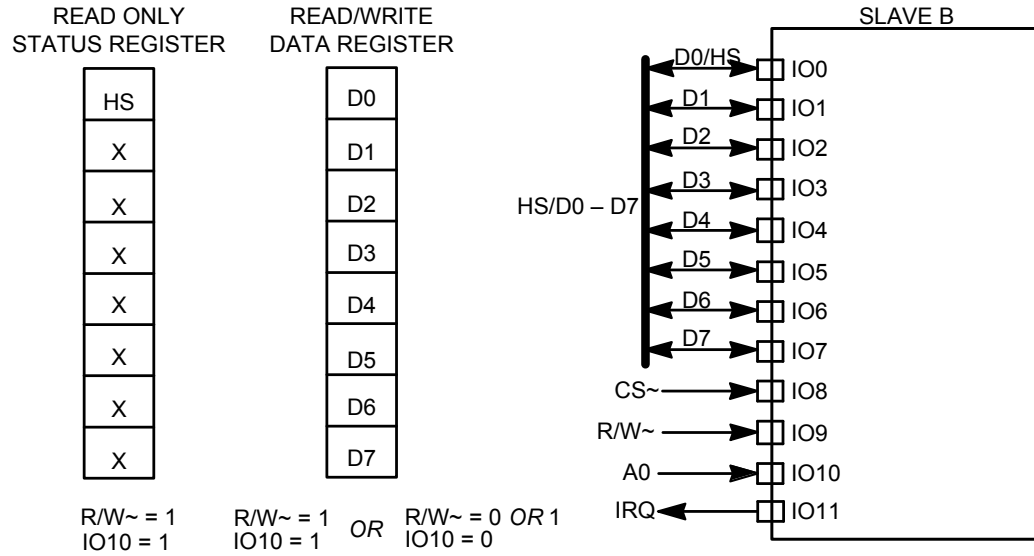 READ ONLY
STATUS REGISTER
HS
X
X
X
X
X
X
X
R/W~ = 1
IO10 = 1
READ/WRITE
DATA REGISTER
D0
D1
D2
D3
D4
D5
D6
D7
R/W~ = 1
IO10 = 1
OR
R/W~ = 0 OR 1
IO10 = 0
SLAVE B
HS/D0 – D7
D0/HS IO0
D1 IO1
D2 IO2
D3 IO3
D4 IO4
D5 IO5
D6 IO6
D7 IO7
CS~ IO8
R/W~ IO9
A0 IO10
IRQ IO11